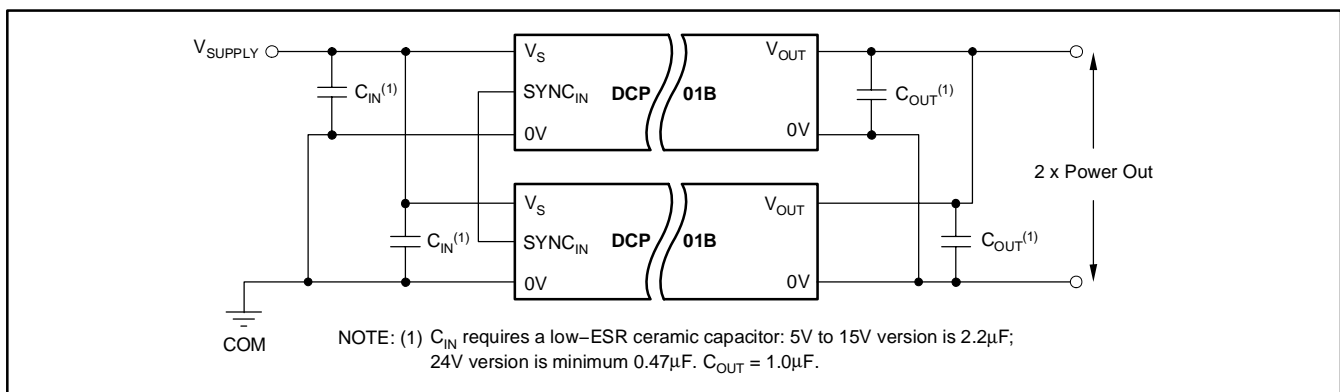 V_SUPPLY
C_IN(1)
V_S
SYNC_IN
0V
DCP 01B
V_OUT
0V
C_OUT(1)
2 x Power Out
C_IN(1)
V_S
SYNC_IN
0V
DCP 01B
V_OUT
0V
C_OUT(1)
COM
NOTE: (1) C_IN requires a low–ESR ceramic capacitor: 5V to 15V version is 2.2μF;
24V version is minimum 0.47μF. C_OUT = 1.0μF.